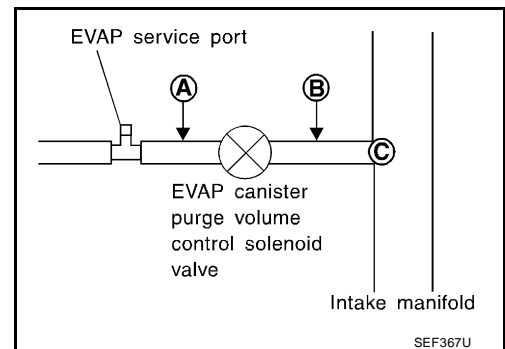 EVAP service port
A
B
C
EVAP canister
purge volume
control solenoid
valve
Intake manifold
SEF367U